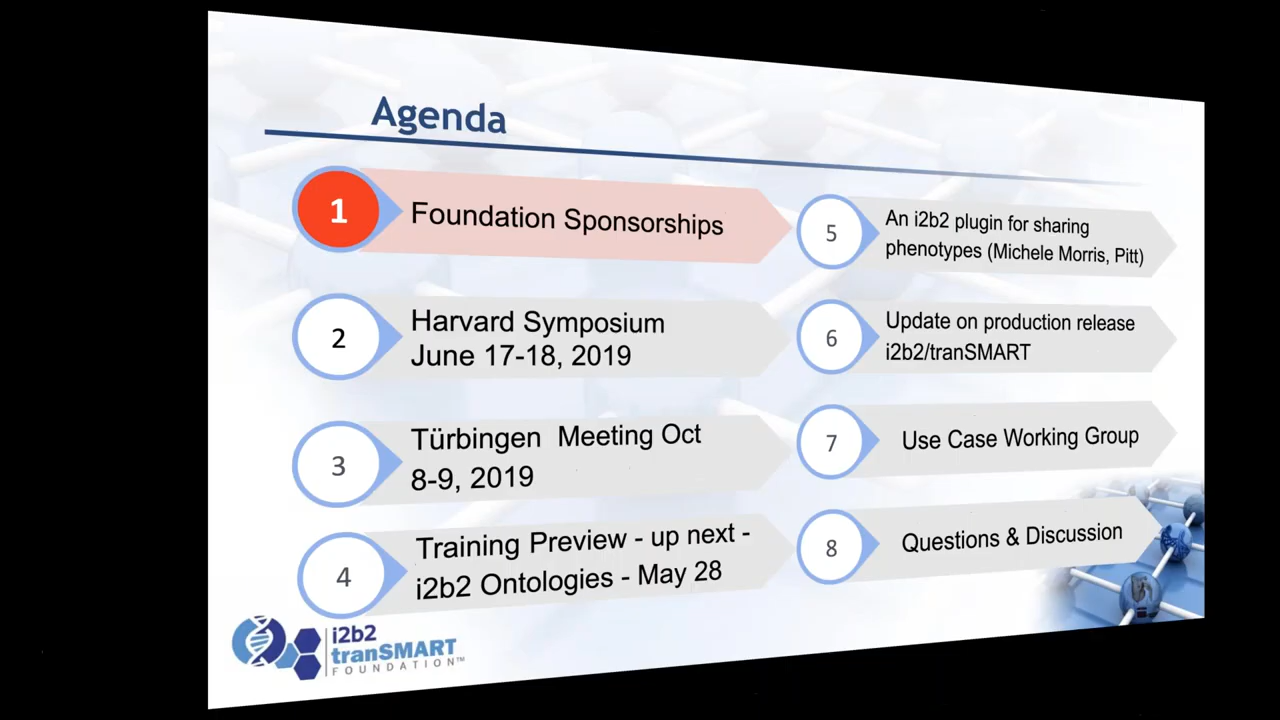 Agenda
1
Foundation Sponsorships
2
Harvard Symposium
June 17-18, 2019
3
Türbingen Meeting Oct
8-9, 2019
4
Training Preview - up next -
i2b2 Ontologies - May 28
5
An i2b2 plugin for sharing
phenotypes (Michele Morris, Pitt)
6
Update on production release
i2b2/tranSMART
7
Use Case Working Group
8
Questions & Discussion
i2b2
tranSMART
FOUNDATION™